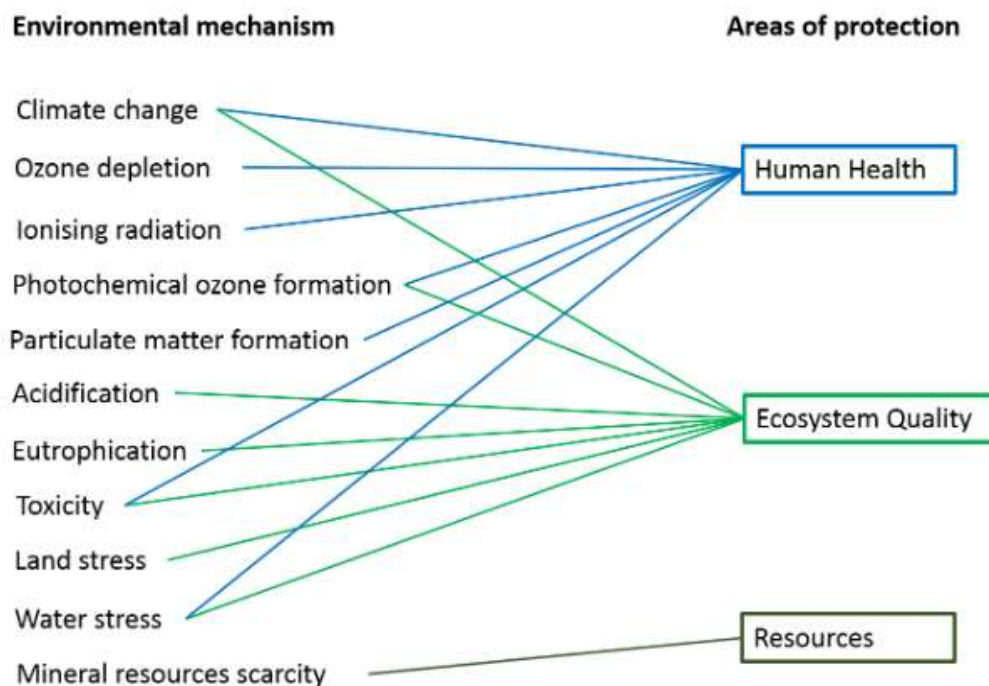 Environmental mechanism
Areas of protection
Climate change
Ozone depletion
Human Health
Ionising radiation
Photochemical ozone formation
Particulate matter formation
Acidification
Ecosystem Quality
Eutrophication
Toxicity
Land stress
Water stress
Resources
Mineral resources scarcity